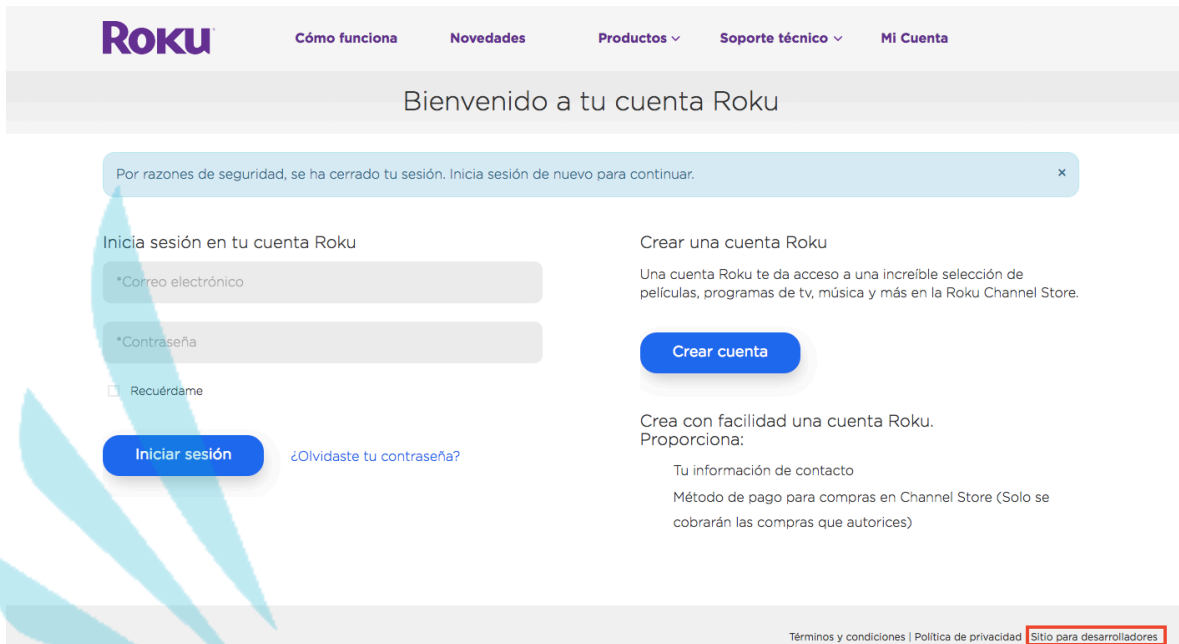 Roku
Cómo funciona Novedades Productos Soporte técnico Mi Cuenta
Bienvenido a tu cuenta Roku
Por razones de seguridad, se ha cerrado tu sesión. Inicia sesión de nuevo para continuar. ×
Inicia sesión en tu cuenta Roku
*Correo electrónico
*Contraseña
Recuérdame
Iniciar sesión ¿Olvidaste tu contraseña?
Crear una cuenta Roku
Una cuenta Roku te da acceso a una increíble selección de
películas, programas de tv, música y más en la Roku Channel Store.
Crear cuenta
Crea con facilidad una cuenta Roku.
Proporciona:
Tu información de contacto
Método de pago para compras en Channel Store (Solo se
cobrarán las compras que autorices)
Términos y condiciones | Política de privacidad | Sitio para desarrolladores